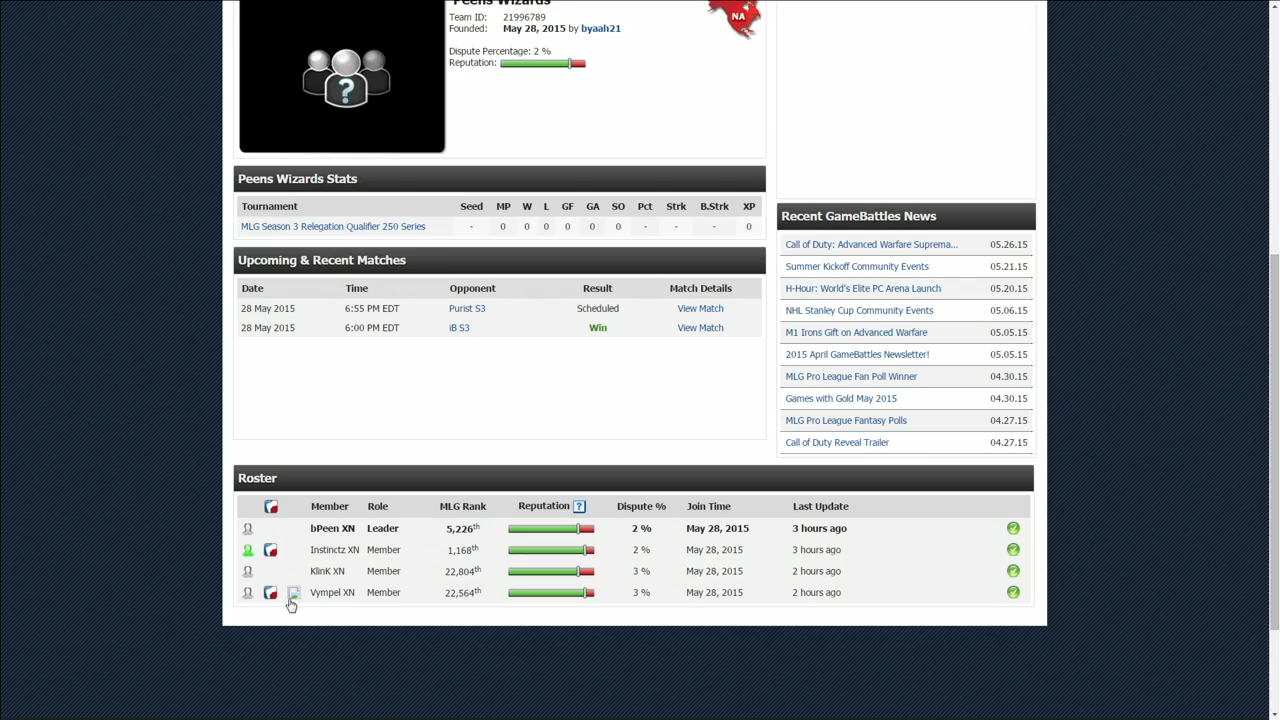 Peens Wizards
NA
Team ID: 21996789
Founded: May 28, 2015 by byaah21
Dispute Percentage: 2 %
Reputation:
?
Peens Wizards Stats
Tournament Seed MP W L GF GA SO Pct Strk B.Strk XP
MLG Season 3 Relegation Qualifier 250 Series - 0 0 0 0 0 0 - - - 0
Upcoming & Recent Matches
Date Time Opponent Result Match Details
28 May 2015 6:55 PM EDT Purist S3 Scheduled View Match
28 May 2015 6:00 PM EDT iB S3 Win View Match
Recent GameBattles News
Call of Duty: Advanced Warfare Suprema... 05.26.15
Summer Kickoff Community Events 05.21.15
H-Hour: World's Elite PC Arena Launch 05.20.15
NHL Stanley Cup Community Events 05.06.15
M1 Irons Gift on Advanced Warfare 05.05.15
2015 April GameBattles Newsletter! 05.05.15
MLG Pro League Fan Poll Winner 04.30.15
Games with Gold May 2015 04.30.15
MLG Pro League Fantasy Polls 04.27.15
Call of Duty Reveal Trailer 04.27.15
Roster
Member Role MLG Rank Reputation ? Dispute % Join Time Last Update
bPeen XN Leader 5,226th 2 % May 28, 2015 3 hours ago
Instinctz XN Member 1,168th 2 % May 28, 2015 3 hours ago
KlinK XN Member 22,804th 3 % May 28, 2015 2 hours ago
Vympel XN Member 22,564th 3 % May 28, 2015 2 hours ago